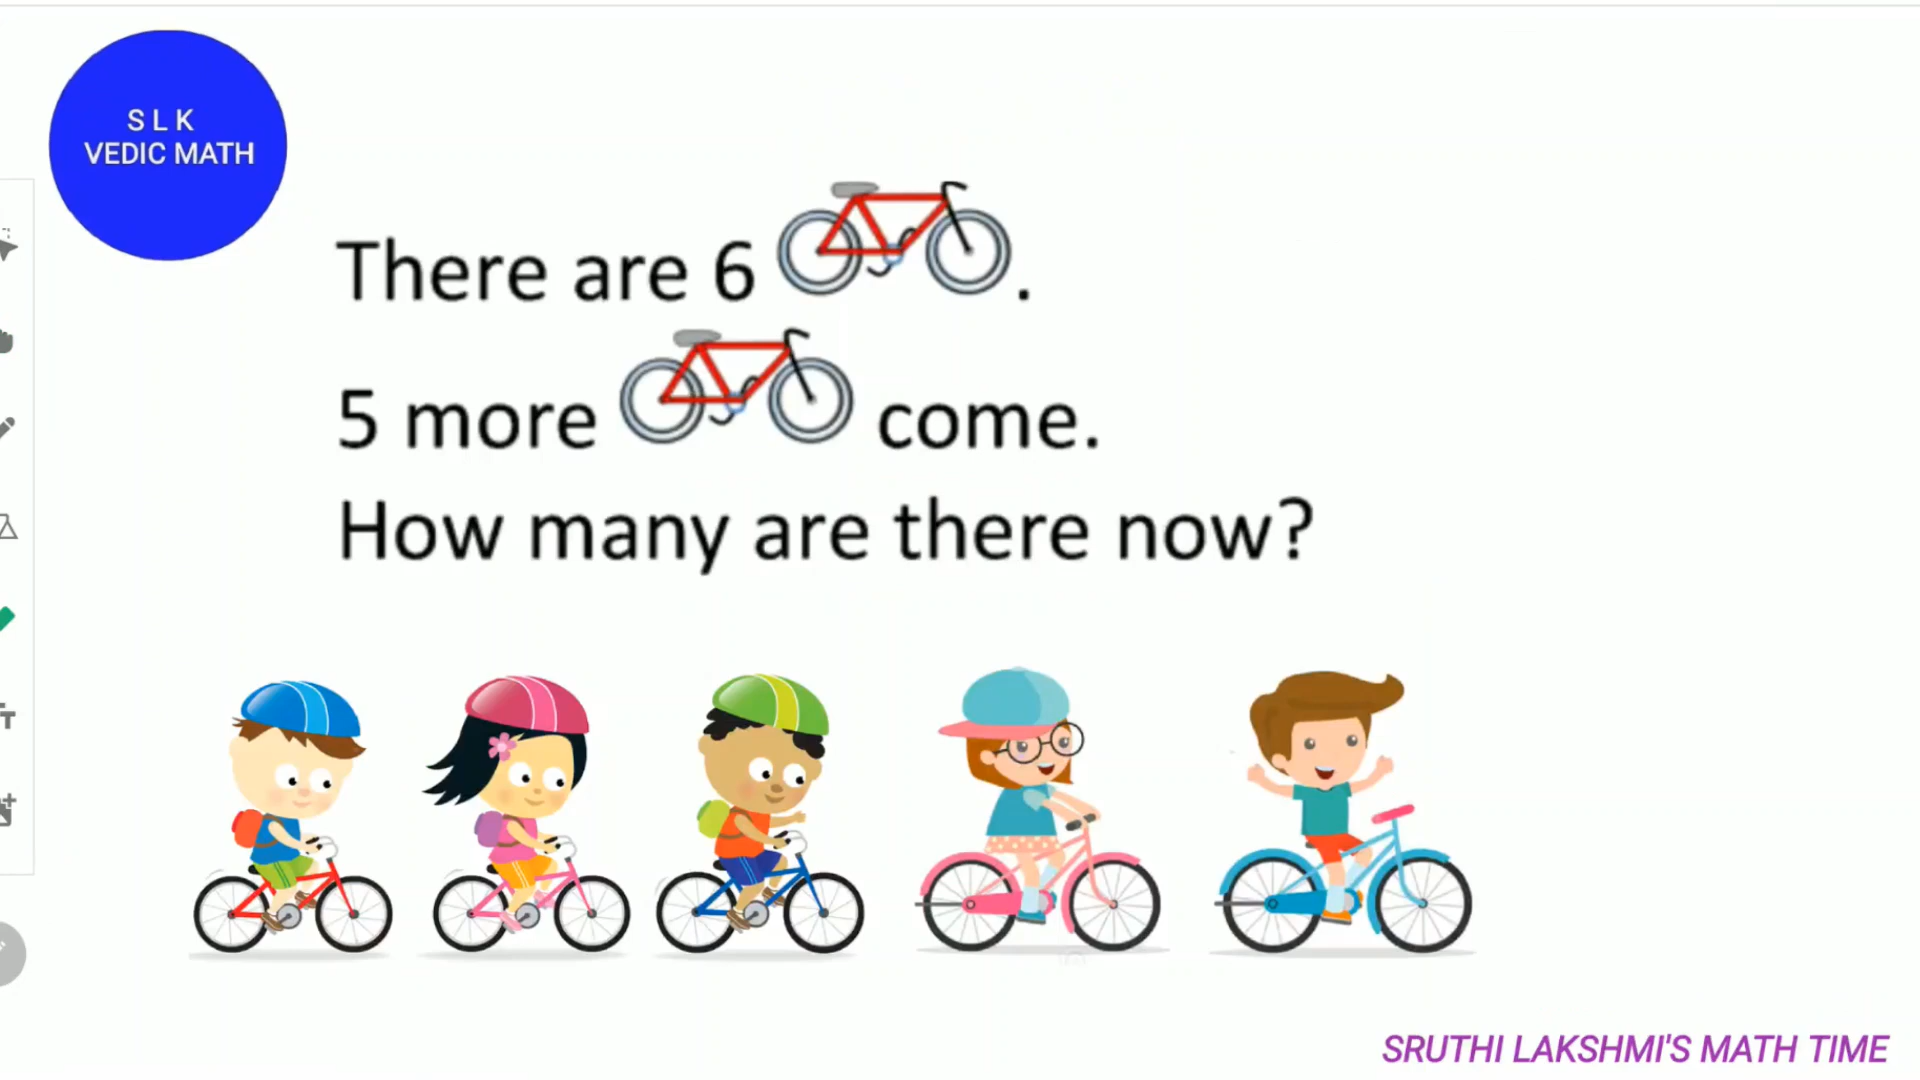 S L K
VEDIC MATH
There are 6 .
5 more come.
How many are there now?
SRUTHI LAKSHMI'S MATH TIME